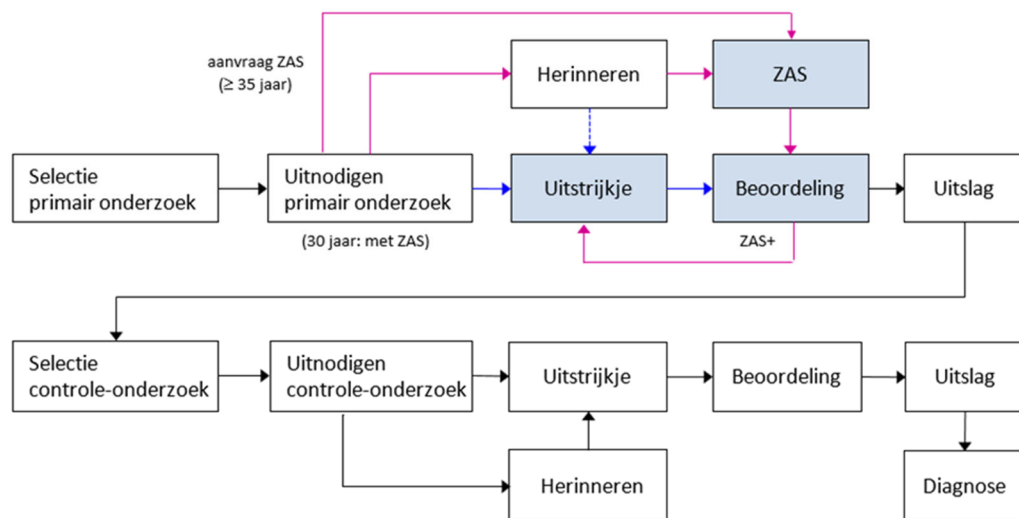 aanvraag ZAS
(≥ 35 jaar)
Herinneren
ZAS
Selectie
primair onderzoek
Uitnodigen
primair onderzoek
Uitstrijkje
Beoordeling
Uitslag
(30 jaar: met ZAS)
ZAS+
Selectie
controle-onderzoek
Uitnodigen
controle-onderzoek
Uitstrijkje
Beoordeling
Uitslag
Herinneren
Diagnose